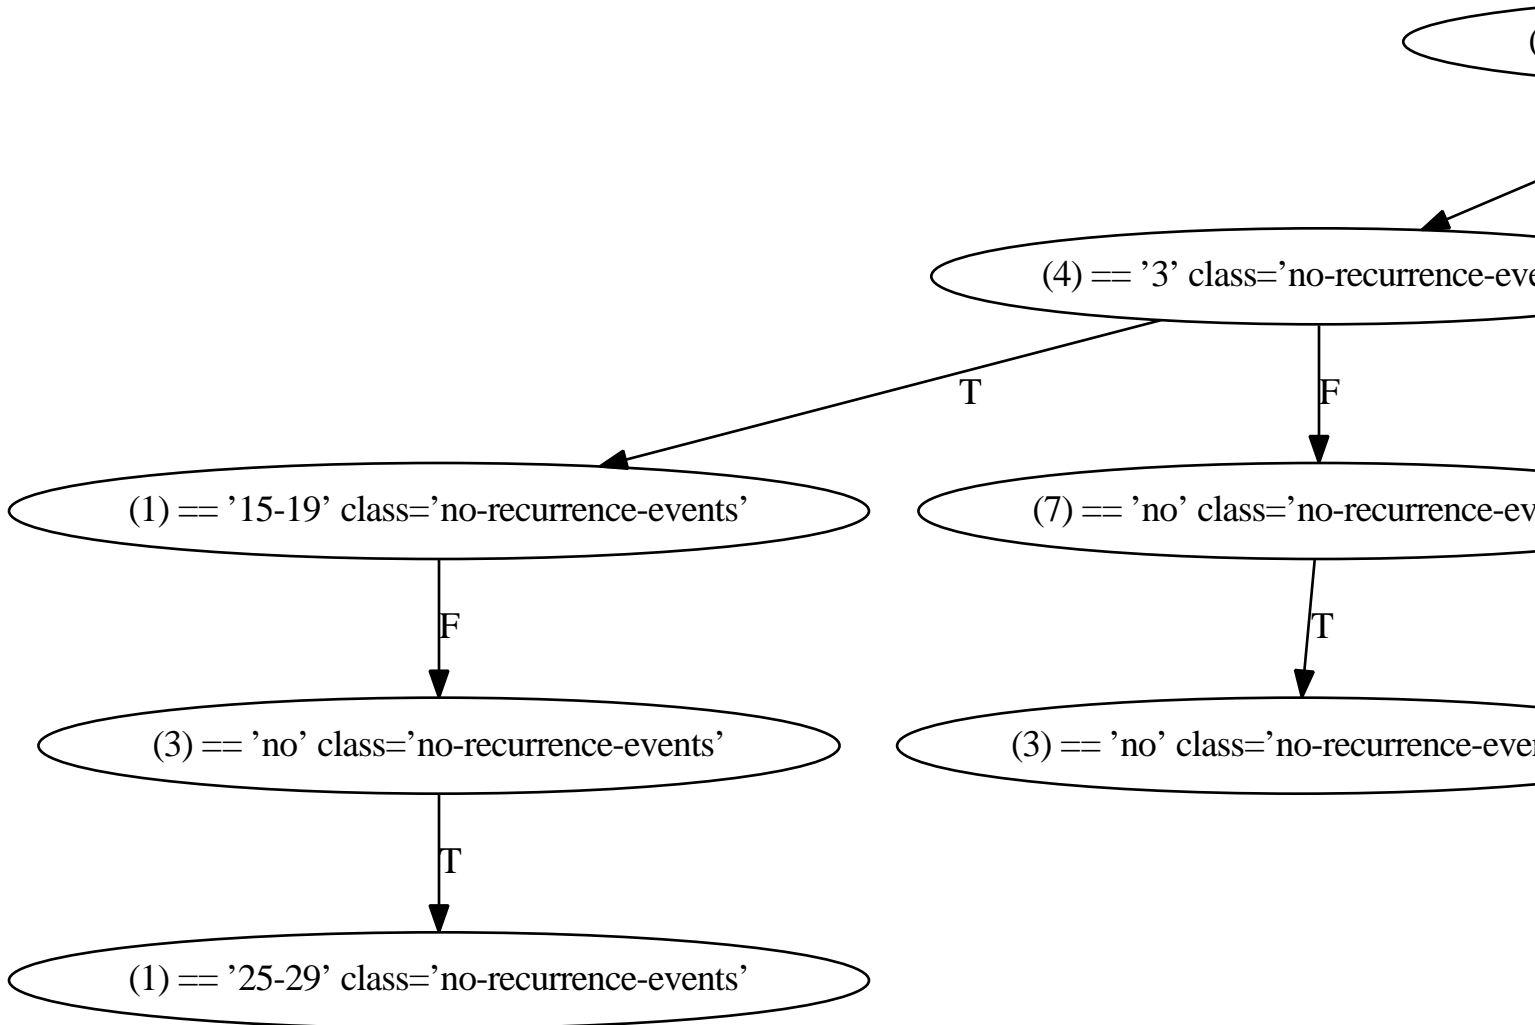 (
(4) == ’3’ class=’no-recurrence-eve
T
F
(1) == ’15-19’ class=’no-recurrence-events’
(7) == ’no’ class=’no-recurrence-ev
F
T
(3) == ’no’ class=’no-recurrence-events’
(3) == ’no’ class=’no-recurrence-even
T
(1) == ’25-29’ class=’no-recurrence-events’